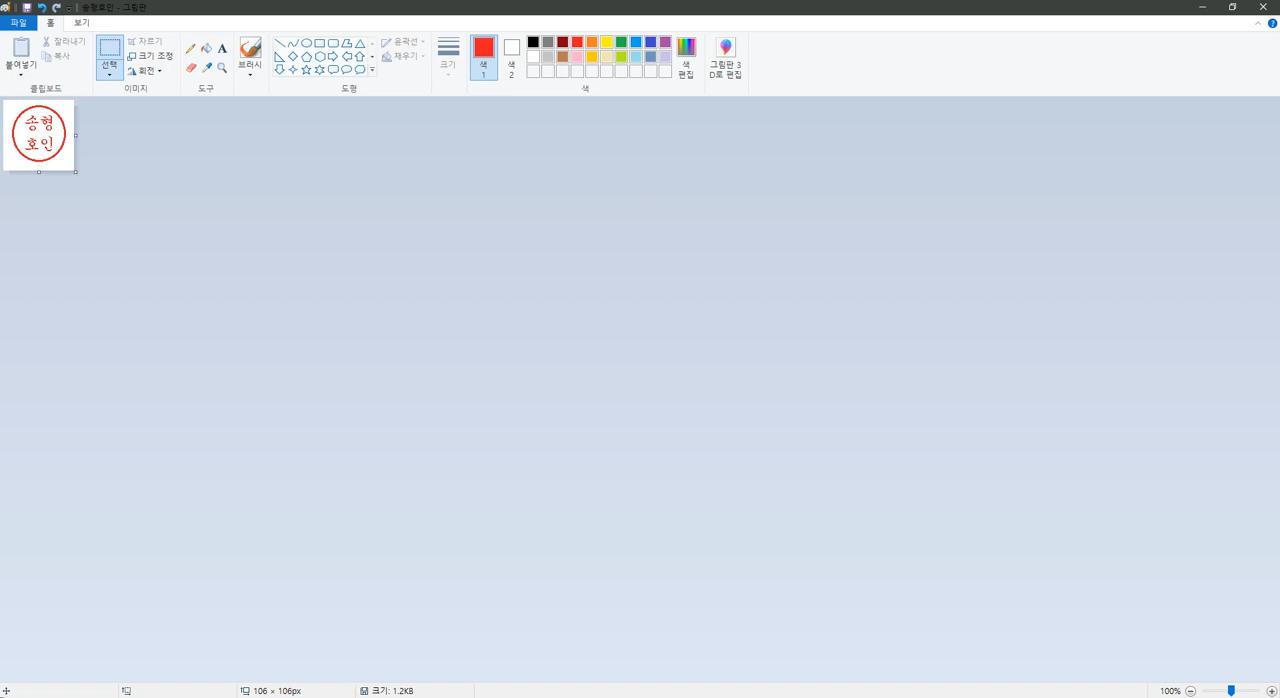 송형호인 - 그림판
파일 홈 보기
붙여넣기
잘라내기
복사
클립보드
선택
자르기
크기 조정
회전
이미지
A
도구
브러시
윤곽선
채우기
도형
크기
색
1
색
2
색
편집
색
그림판 3
D로 편집
송형
호인
106 × 106px
크기: 1.2KB
100%